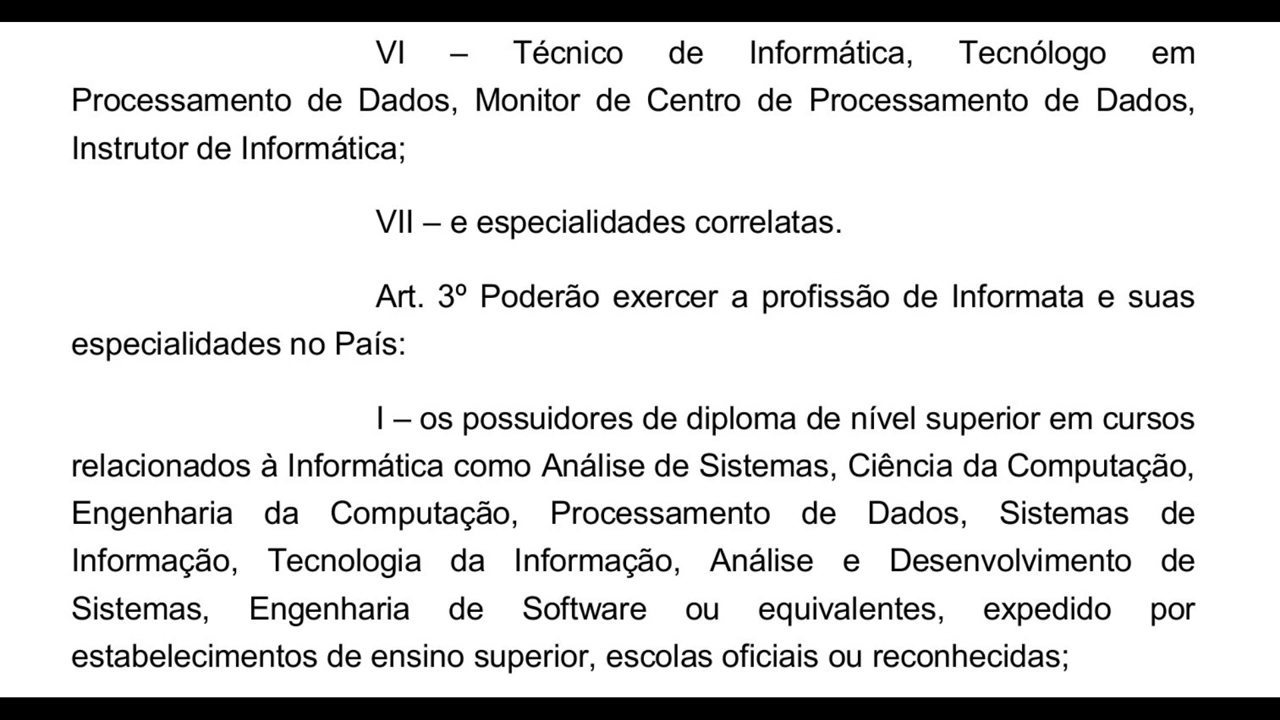 VI – Técnico de Informática, Tecnólogo em
Processamento de Dados, Monitor de Centro de Processamento de Dados,
Instrutor de Informática;
VII – e especialidades correlatas.
Art. 3º Poderão exercer a profissão de Informata e suas
especialidades no País:
I – os possuidores de diploma de nível superior em cursos
relacionados à Informática como Análise de Sistemas, Ciência da Computação,
Engenharia da Computação, Processamento de Dados, Sistemas de
Informação, Tecnologia da Informação, Análise e Desenvolvimento de
Sistemas, Engenharia de Software ou equivalentes, expedido por
estabelecimentos de ensino superior, escolas oficiais ou reconhecidas;